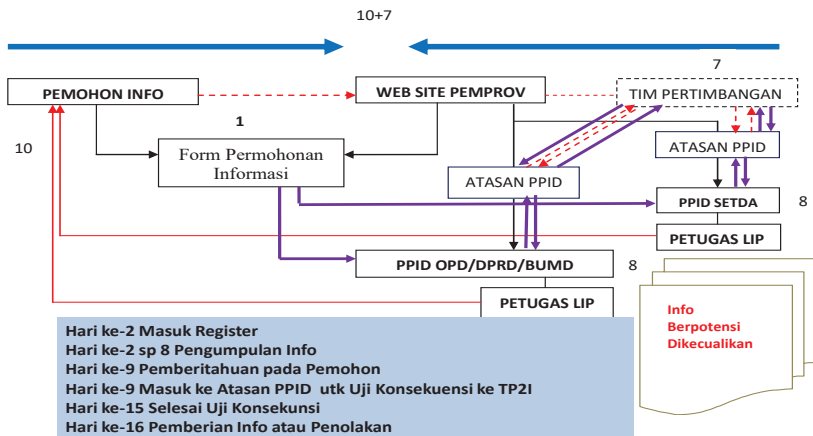 10+7
7
PEMOHON INFO
WEB SITE PEMPROV
TIM PERTIMBANGAN
1
10
Form Permohonan
Informasi
ATASAN PPID
ATASAN PPID
PPID SETDA
8
PETUGAS LIP
PPID OPD/DPRD/BUMD
8
PETUGAS LIP
Info
Berpotensi
Dikecualikan
Hari ke-2 Masuk Register
Hari ke-2 sp 8 Pengumpulan Info
Hari ke-9 Pemberitahuan pada Pemohon
Hari ke-9 Masuk ke Atasan PPID utk Uji Konsekuensi ke TP2I
Hari ke-15 Selesai Uji Konsekunsi
Hari ke-16 Pemberian Info atau Penolakan